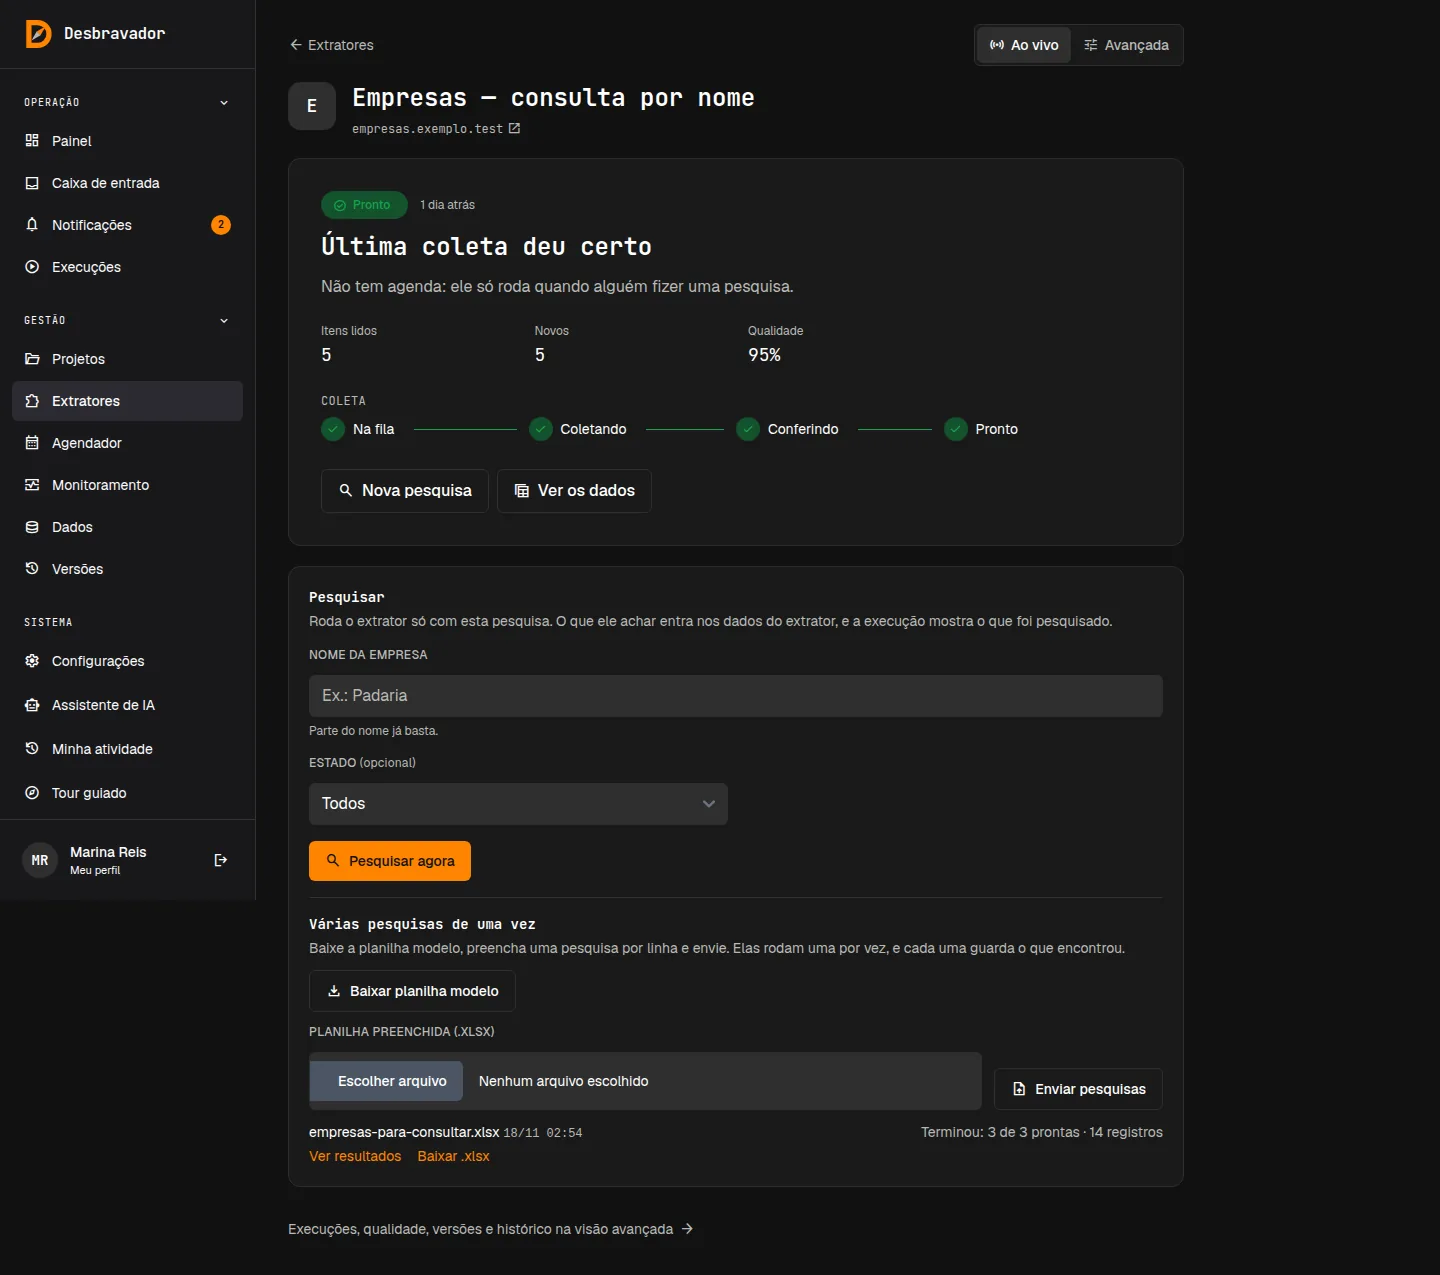 Desbravador
OPERAÇÃO
Painel
Caixa de entrada
Notificações 2
Execuções
GESTÃO
Projetos
Extratores
Agendador
Monitoramento
Dados
Versões
SISTEMA
Configurações
Assistente de IA
Minha atividade
Tour guiado
MR
Marina Reis
Meu perfil
Extratores
Ao vivo
Avançada
E
Empresas — consulta por nome
empresas.exemplo.test
Pronto
1 dia atrás
Última coleta deu certo
Não tem agenda: ele só roda quando alguém fizer uma pesquisa.
Itens lidos
5
Novos
5
Qualidade
95%
COLETA
Na fila
Coletando
Conferindo
Pronto
Nova pesquisa
Ver os dados
Pesquisar
Roda o extrator só com esta pesquisa. O que ele achar entra nos dados do extrator, e a execução mostra o que foi pesquisado.
NOME DA EMPRESA
Ex.: Padaria
Parte do nome já basta.
ESTADO (opcional)
Todos
Pesquisar agora
Várias pesquisas de uma vez
Baixe a planilha modelo, preencha uma pesquisa por linha e envie. Elas rodam uma por vez, e cada uma guarda o que encontrou.
Baixar planilha modelo
PLANILHA PREENCHIDA (.XLSX)
Escolher arquivo
Nenhum arquivo escolhido
Enviar pesquisas
empresas-para-consultar.xlsx 18/11 02:54
Terminou: 3 de 3 prontas · 14 registros
Ver resultados
Baixar .xlsx
Execuções, qualidade, versões e histórico na visão avançada